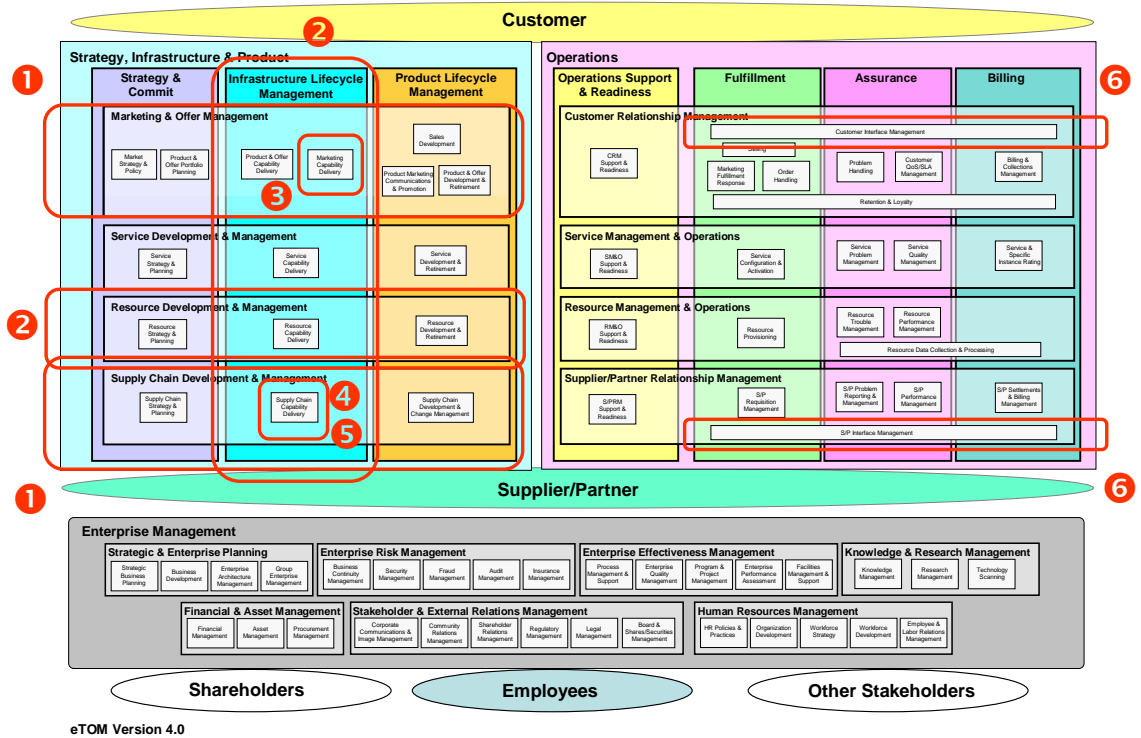 Customer
❷
Strategy, Infrastructure & Product
Operations
❶
❻
Strategy &
Commit
Infrastructure Lifecycle
Management
Product Lifecycle
Management
Operations Support
& Readiness
Fulfillment
Assurance
Billing
Marketing & Offer Management
Customer Relationship Management
Customer Interface Management
Market
Strategy &
Policy
Product &
Offer Portfolio
Planning
Product & Offer
Capability
Delivery
Marketing
Capability
Delivery
❸
Sales
Development
Product Marketing
Communications
& Promotion
Product & Offer
Development &
Retirement
CRM
Support &
Readiness
Marketing
Fulfillment
Response
Order
Handling
Problem
Handling
Customer
QoS/SLA
Management
Billing &
Collections
Management
Retention & Loyalty
Service Development & Management
Service Management & Operations
Service
Strategy &
Planning
Service
Capability
Delivery
Service
Development &
Retirement
SM&O
Support &
Readiness
Service
Configuration &
Activation
Service
Problem
Management
Service
Quality
Management
Service &
Specific
Instance Rating
❷
Resource Development & Management
Resource Management & Operations
Resource
Strategy &
Planning
Resource
Capability
Delivery
Resource
Development &
Retirement
RM&O
Support &
Readiness
Resource
Provisioning
Resource
Trouble
Management
Resource
Performance
Management
Resource Data Collection & Processing
Supply Chain Development & Management
Supplier/Partner Relationship Management
Supply Chain
Strategy &
Planning
Supply Chain
Capability
Delivery
❹
❺
Supply Chain
Development &
Change Management
S/PRM
Support &
Readiness
S/P
Requisition
Management
S/P Problem
Reporting &
Management
S/P
Performance
Management
S/P Settlements
& Billing
Management
S/P Interface Management
❶
❻
Supplier/Partner
Enterprise Management
Strategic & Enterprise Planning
Strategic
Business
Planning
Business
Development
Enterprise
Architecture
Management
Group
Enterprise
Management
Enterprise Risk Management
Business
Continuity
Management
Security
Management
Fraud
Management
Audit
Management
Insurance
Management
Enterprise Effectiveness Management
Process
Management &
Support
Enterprise
Quality
Management
Program &
Project
Management
Enterprise
Performance
Assessment
Facilities
Management &
Support
Knowledge & Research Management
Knowledge
Management
Research
Management
Technology
Scanning
Financial & Asset Management
Financial
Management
Asset
Management
Procurement
Management
Stakeholder & External Relations Management
Corporate
Communications &
Image Management
Community
Relations
Management
Shareholder
Relations
Management
Regulatory
Management
Legal
Management
Board &
Shares/Securities
Management
Human Resources Management
HR Policies &
Practices
Organization
Development
Workforce
Strategy
Workforce
Development
Employee &
Labor Relations
Management
Shareholders
Employees
Other Stakeholders
eTOM Version 4.0